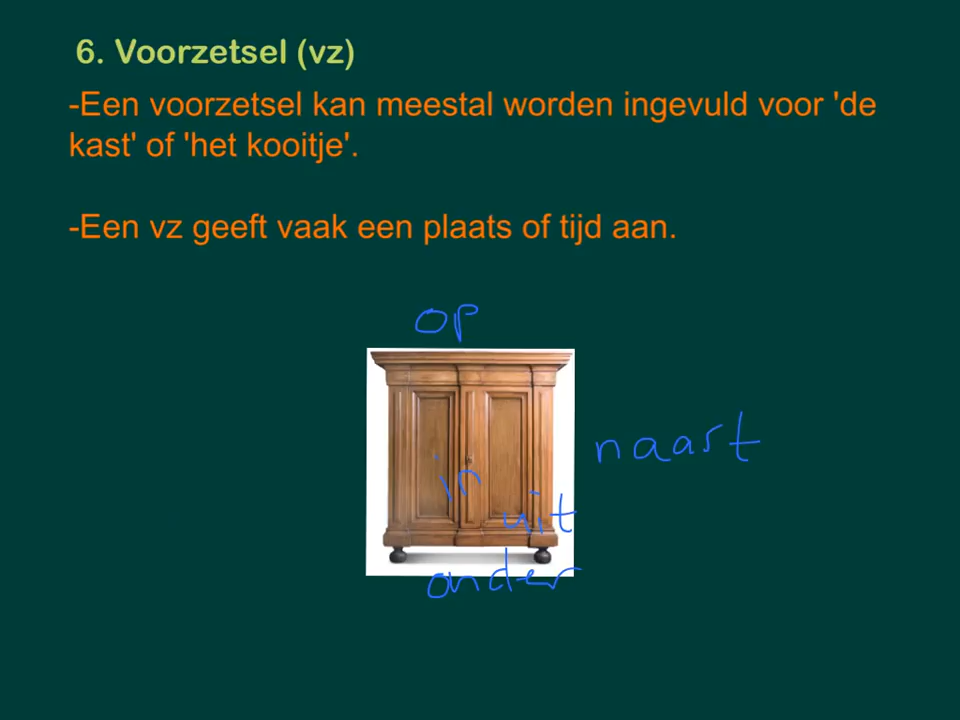 6. Voorzetsel (vz)
-Een voorzetsel kan meestal worden ingevuld voor 'de
kast' of 'het kooitje'.
-Een vz geeft vaak een plaats of tijd aan.
op
naast
in
uit
onder